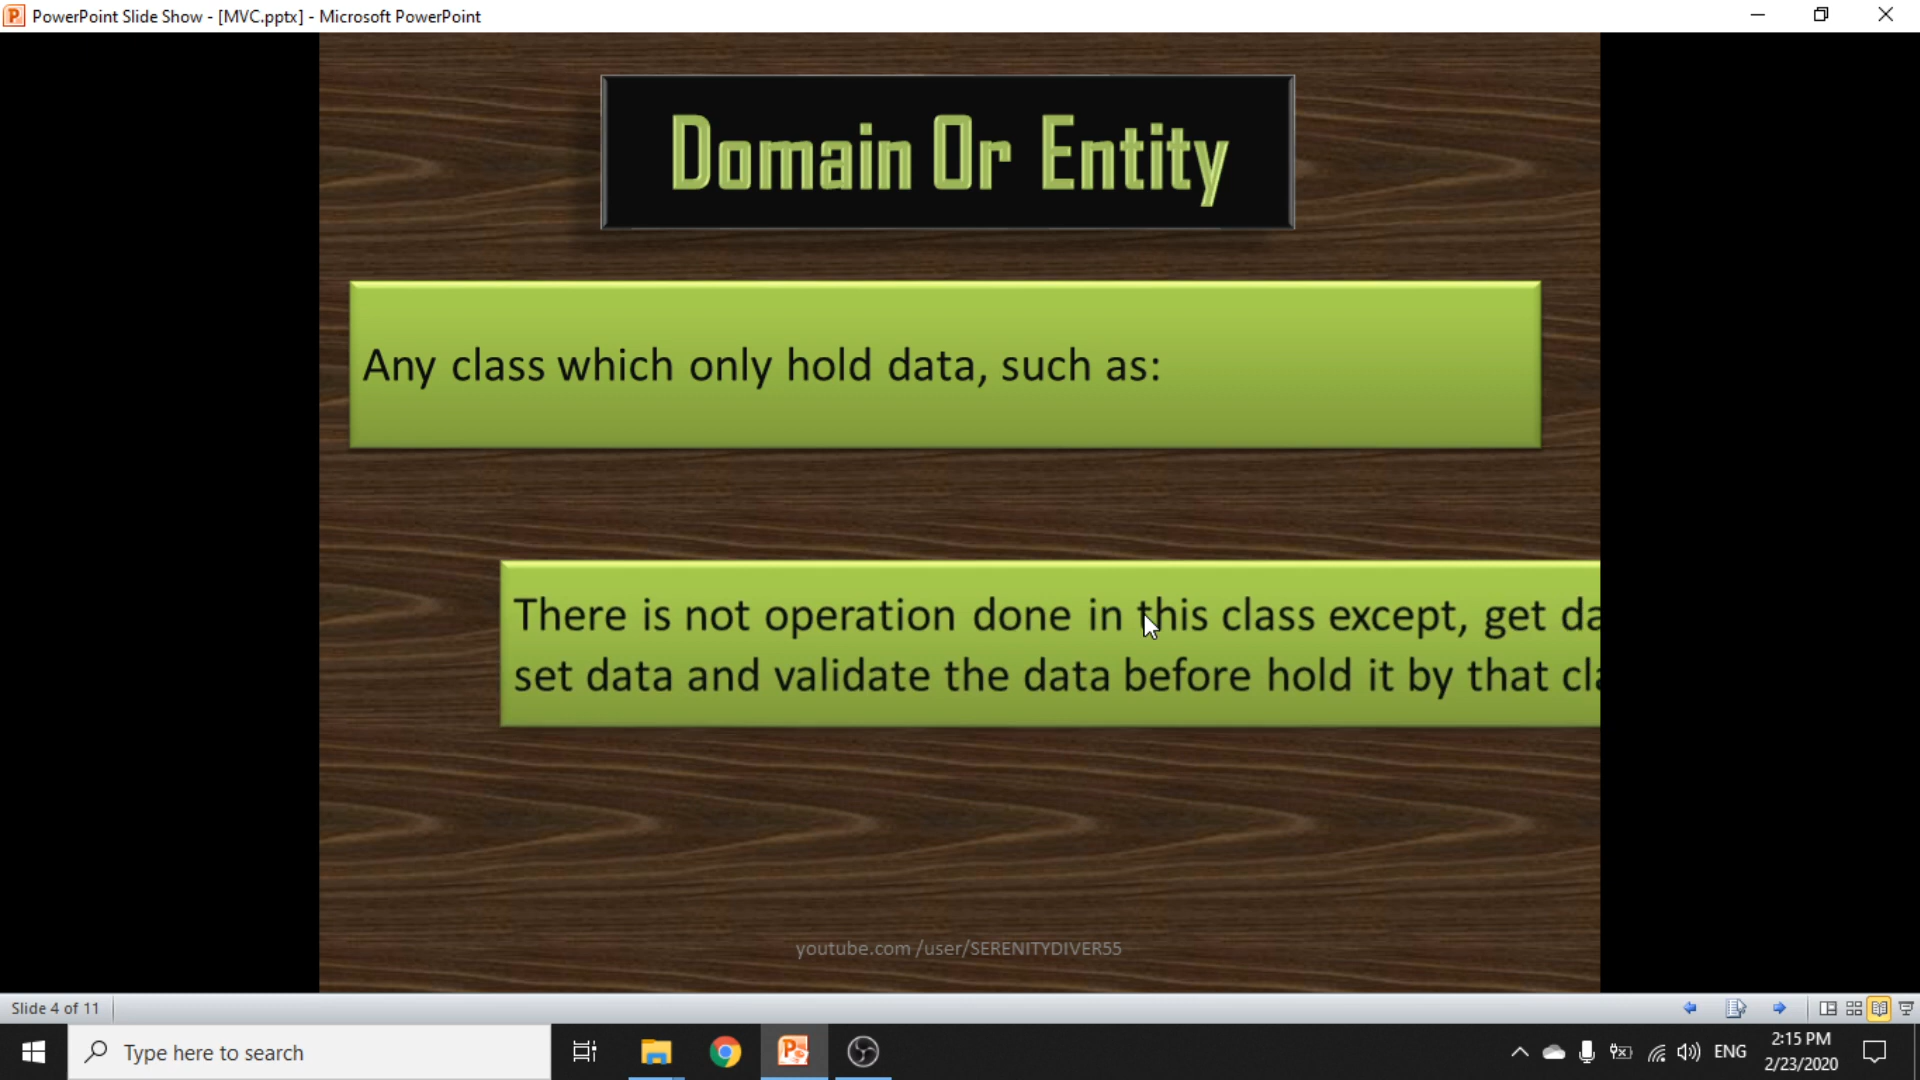 PowerPoint Slide Show - [MVC.pptx] - Microsoft PowerPoint
Domain Or Entity
Any class which only hold data, such as:
There is not operation done in this class except, get da
set data and validate the data before hold it by that cla
youtube.com /user/SERENITYDIVER55
Slide 4 of 11
Type here to search
ENG
2:15 PM
2/23/2020